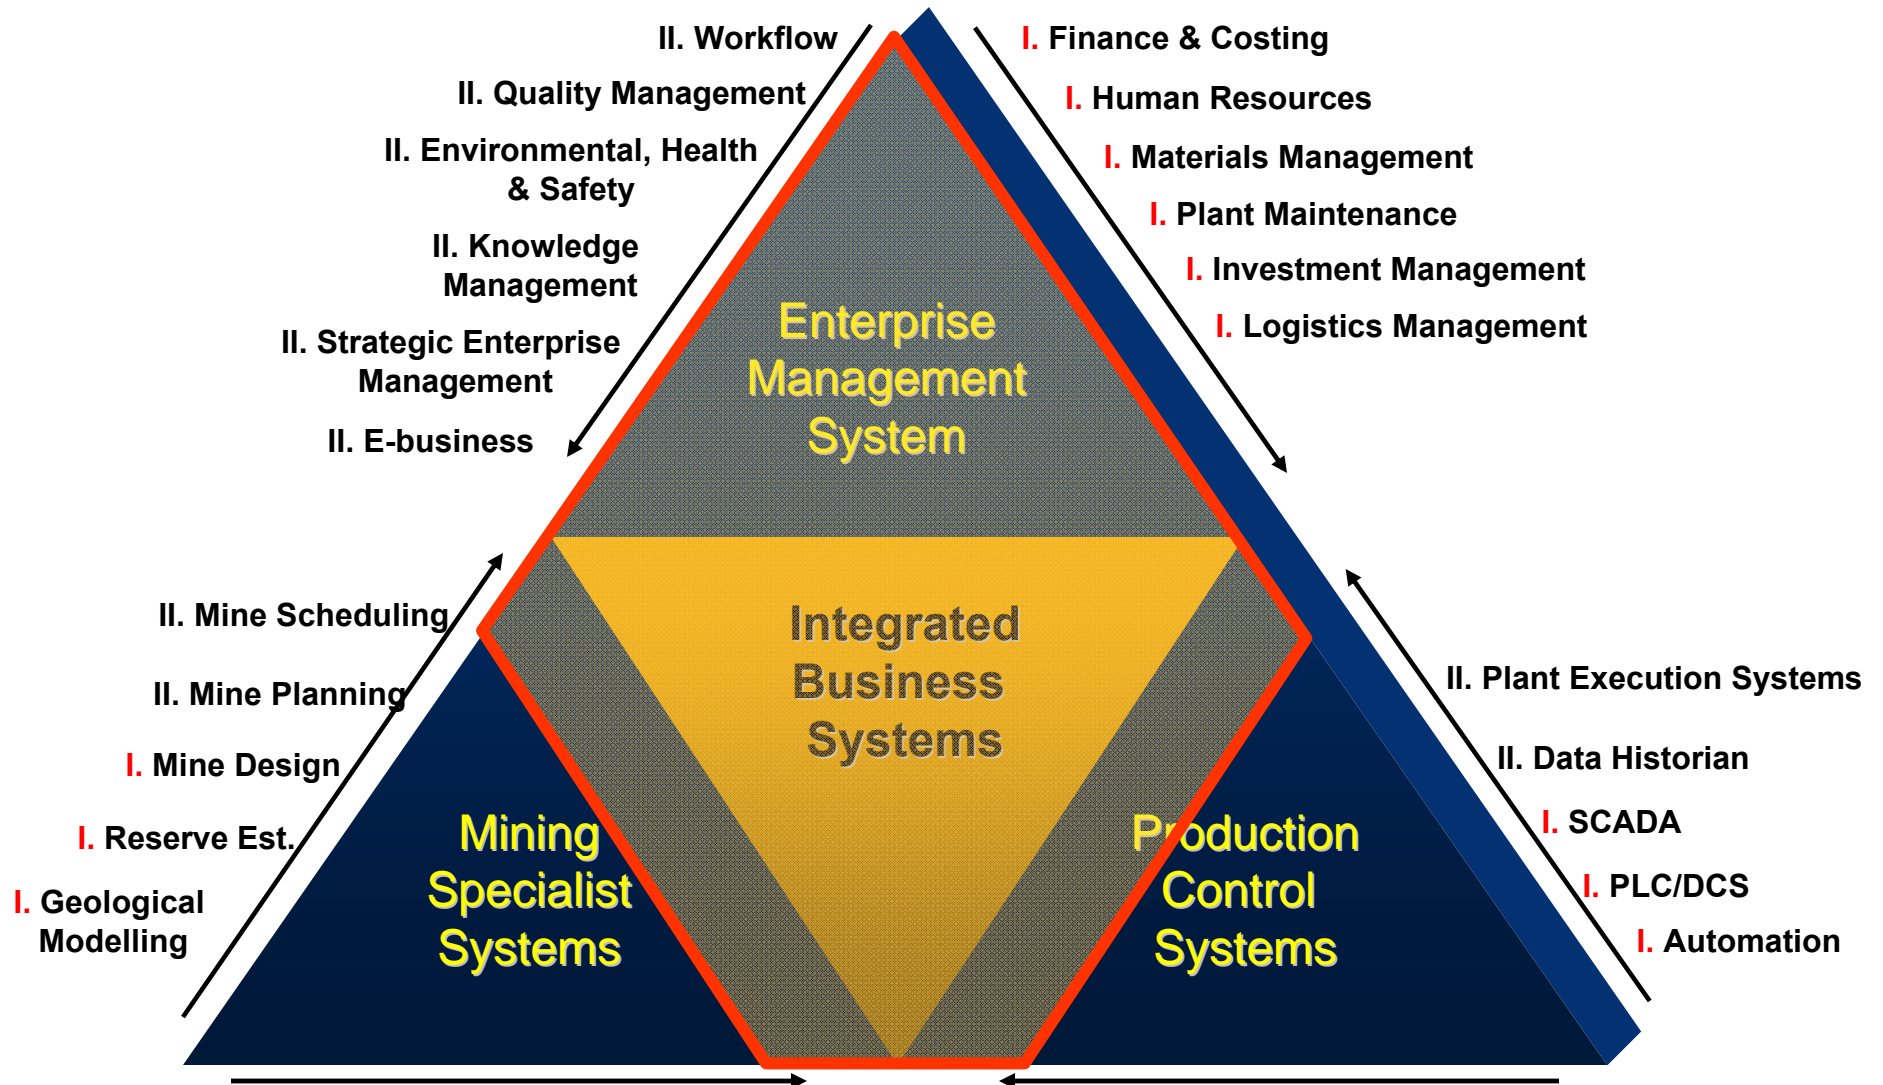 II. Workflow
II. Quality Management
II. Environmental, Health
& Safety
II. Knowledge
Management
II. Strategic Enterprise
Management
II. E-business
I. Finance & Costing
I. Human Resources
I. Materials Management
I. Plant Maintenance
I. Investment Management
I. Logistics Management
Enterprise
Management
System
Integrated
Business
Systems
II. Mine Scheduling
II. Mine Planning
I. Mine Design
I. Reserve Est.
I. Geological
Modelling
Mining
Specialist
Systems
Production
Control
Systems
II. Plant Execution Systems
II. Data Historian
I. SCADA
I. PLC/DCS
I. Automation